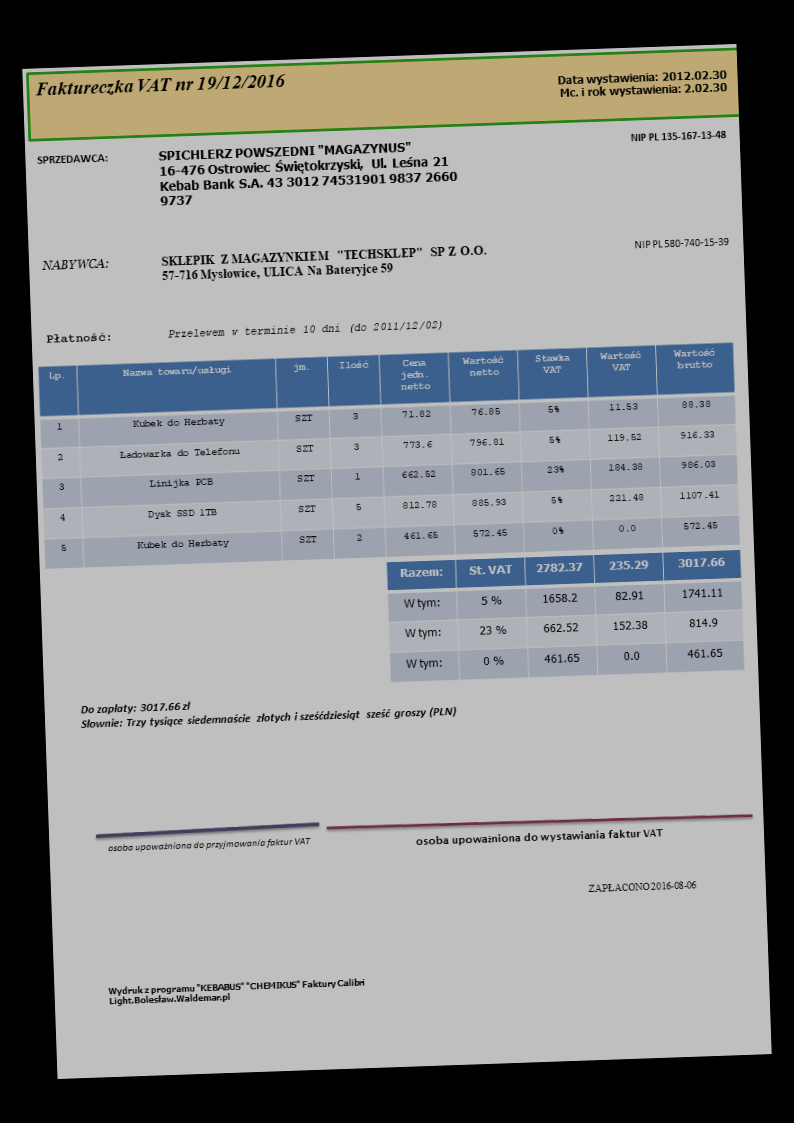 Faktureczka VAT nr 19/12/2016
Data wystawienia: 2012.02.30
Mc. i rok wystawienia: 2.02.30
SPRZEDAWCA:
SPICHLERZ POWSZEDNI "MAGAZYNUS"
NIP PL 135-167-13-48
16-476 Ostrowiec Świętokrzyski, Ul. Leśna 21
Kebab Bank S.A. 43 3012 74531901 9837 2660
9737
NABYWCA:
SKLEPIK Z MAGAZYNKIEM "TECHSKLEP" SP Z O.O.
NIP PL 580-740-15-39
57-716 Mysłowice, ULICA Na Bateryjce 59
Płatność: Przelewem w terminie 10 dni (do 2011/12/02)
Lp. Nazwa towaru/usługi jm. Ilość Cena jedn. netto Wartość netto Stawka VAT Wartość VAT Wartość brutto
1 Kubek do Herbaty SZT 3 71.82 76.85 5% 11.53 88.38
2 Ładowarka do Telefonu SZT 3 773.6 796.81 5% 119.52 916.33
3 Linijka PCB SZT 1 662.52 801.65 23% 184.38 986.03
4 Dysk SSD 1TB SZT 5 812.78 885.93 5% 221.48 1107.41
5 Kubek do Herbaty SZT 2 461.65 572.45 0% 0.0 572.45
Razem: St. VAT 2782.37 235.29 3017.66
W tym: 5 % 1658.2 82.91 1741.11
W tym: 23 % 662.52 152.38 814.9
W tym: 0 % 461.65 0.0 461.65
Do zapłaty: 3017.66 zł
Słownie: Trzy tysiące siedemnaście złotych i sześćdziesiąt sześć groszy (PLN)
osoba upoważniona do przyjmowania faktur VAT
osoba upoważniona do wystawiania faktur VAT
ZAPŁACONO 2016-08-06
Wydruk z programu "KEBABUS" "CHEMIKUS" Faktury Calibri
Light.Bolesław.Waldemar.pl